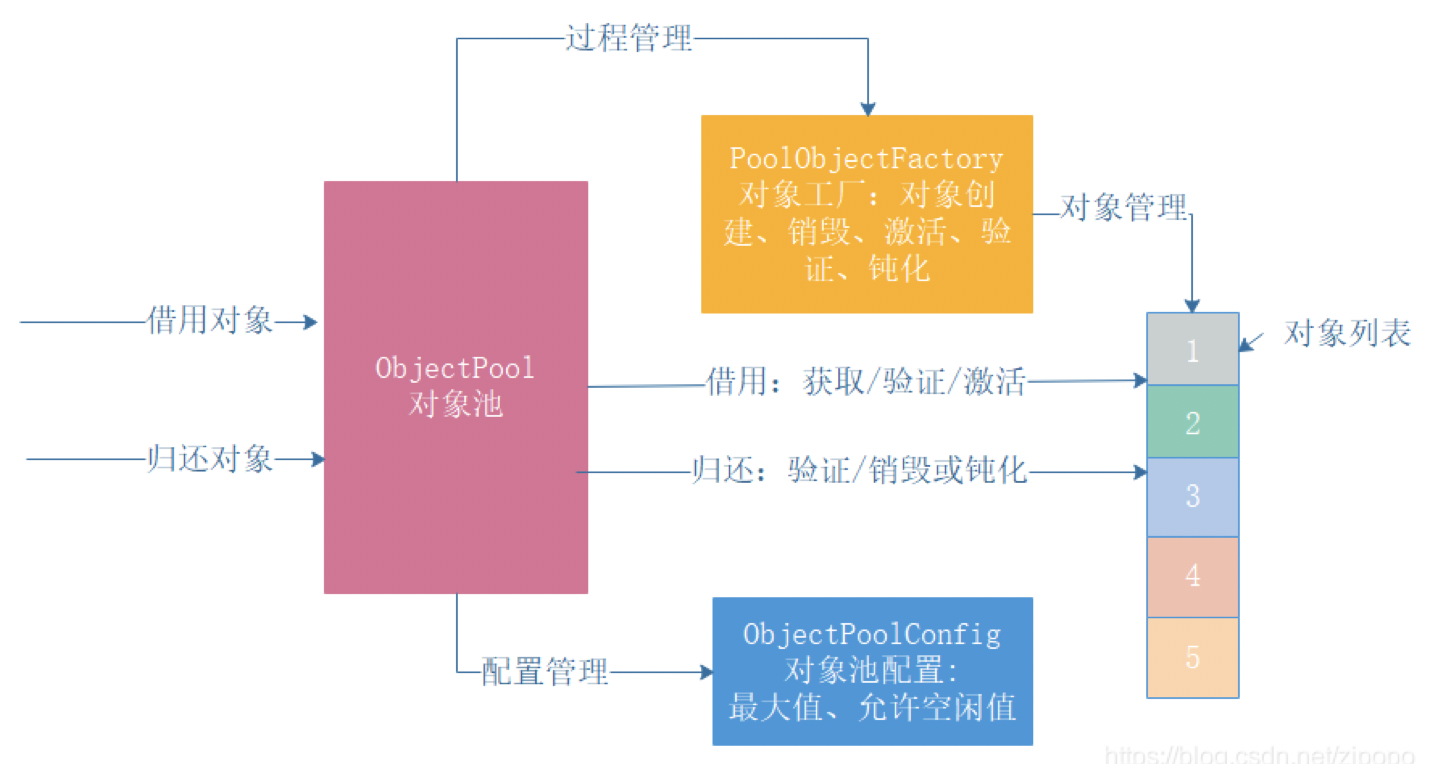 过程管理
PoolObjectFactory
对象工厂：对象创
建、销毁、激活、验
证、钝化
对象管理
借用对象
归还对象
ObjectPool
对象池
借用：获取/验证/激活
归还：验证/销毁或钝化
1
2
3
4
5
对象列表
配置管理
ObjectPoolConfig
对象池配置:
最大值、允许空闲值
https://blog.csdn.net/zipopo